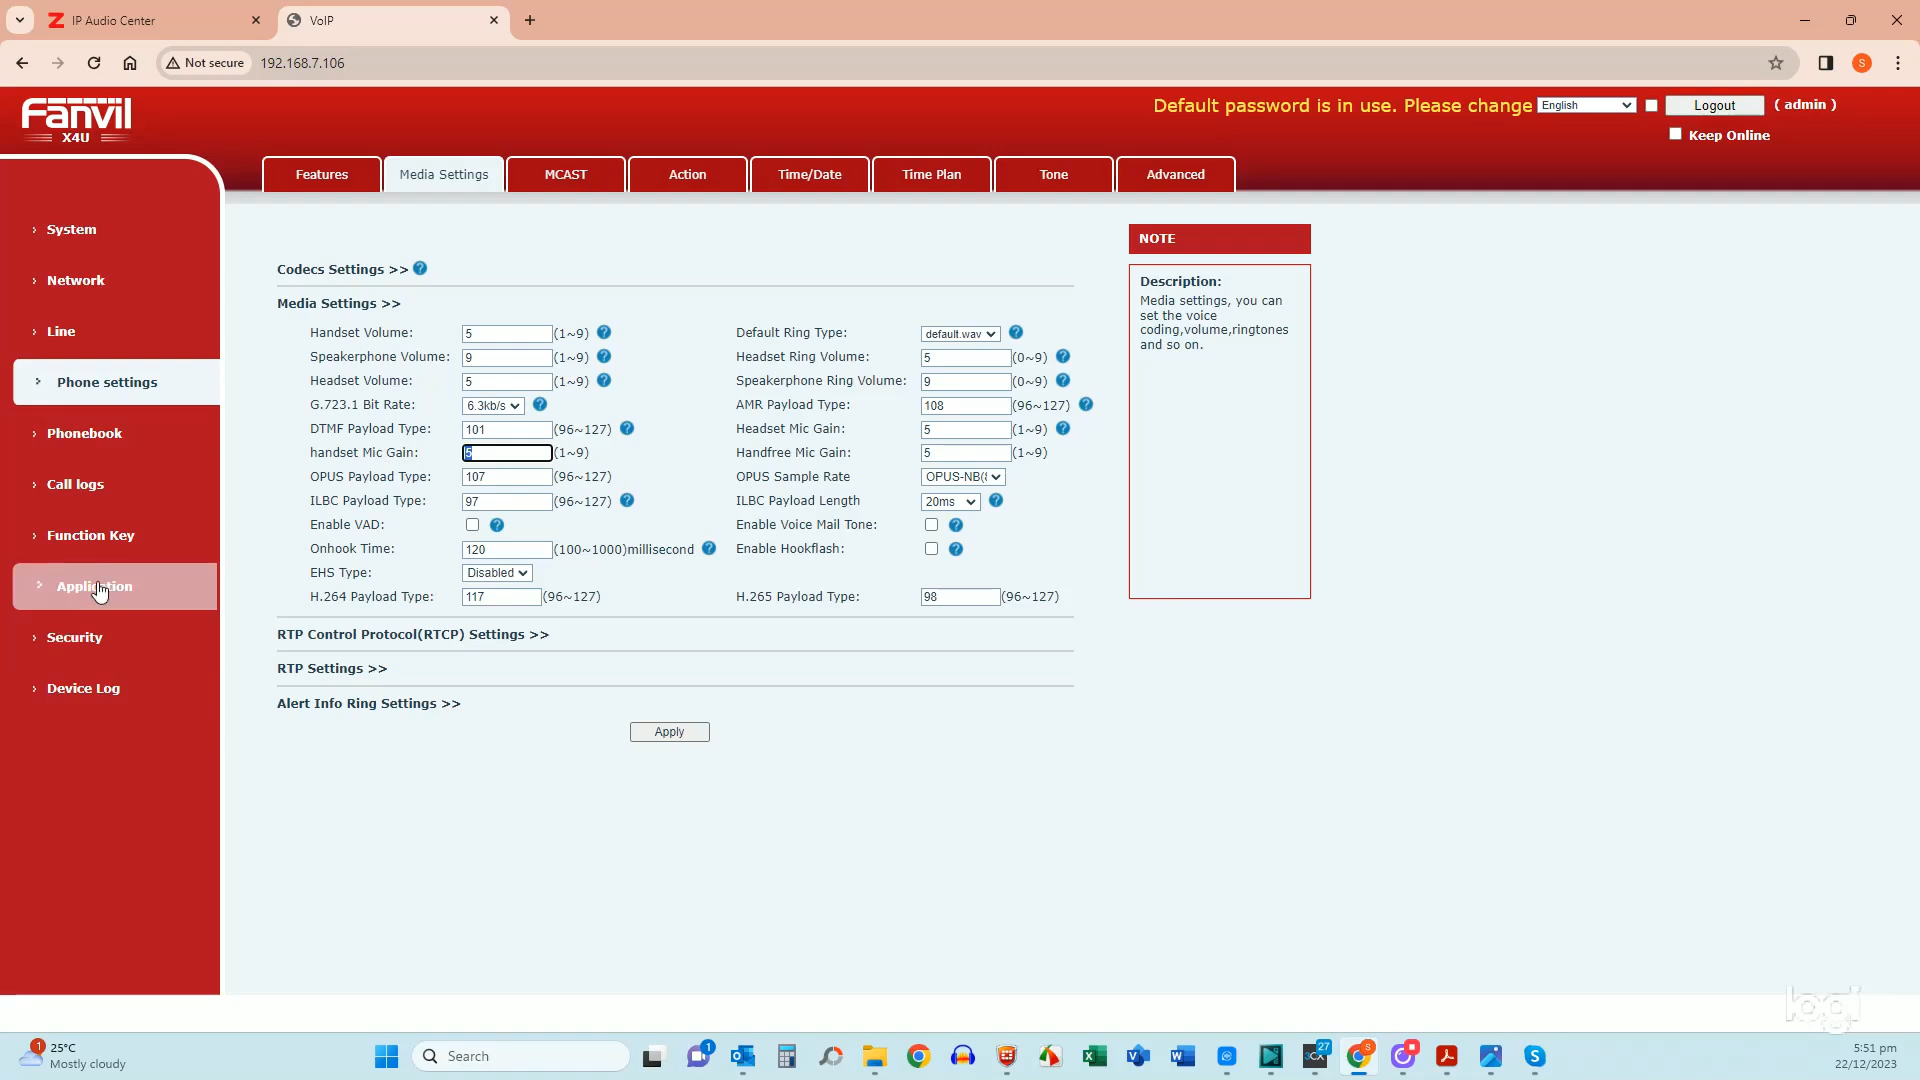 IP Audio Center
VoIP
Not secure
192.168.7.106
S
Fanvil
X4U
Default password is in use. Please change
English
Logout
( admin )
Keep Online
Features
Media Settings
MCAST
Action
Time/Date
Time Plan
Tone
Advanced
System
Network
Line
Phone settings
Phonebook
Call logs
Function Key
Application
Security
Device Log
Codecs Settings >>
Media Settings >>
Handset Volume: 5 (1~9) Default Ring Type: default.wav
Speakerphone Volume: 9 (1~9) Headset Ring Volume: 5 (0~9)
Headset Volume: 5 (1~9) Speakerphone Ring Volume: 9 (0~9)
G.723.1 Bit Rate: 6.3kb/s AMR Payload Type: 108 (96~127)
DTMF Payload Type: 101 (96~127) Headset Mic Gain: 5 (1~9)
handset Mic Gain: 5 (1~9) Handfree Mic Gain: 5 (1~9)
OPUS Payload Type: 107 (96~127) OPUS Sample Rate OPUS-NB(
ILBC Payload Type: 97 (96~127) ILBC Payload Length 20ms
Enable VAD: Enable Voice Mail Tone:
Onhook Time: 120 (100~1000)millisecond Enable Hookflash:
EHS Type: Disabled
H.264 Payload Type: 117 (96~127) H.265 Payload Type: 98 (96~127)
RTP Control Protocol(RTCP) Settings >>
RTP Settings >>
Alert Info Ring Settings >>
Apply
NOTE
Description:
Media settings, you can
set the voice
coding,volume,ringtones
and so on.
logi
1
25°C
Mostly cloudy
Search
1
27
3CX
S
5:51 pm
22/12/2023